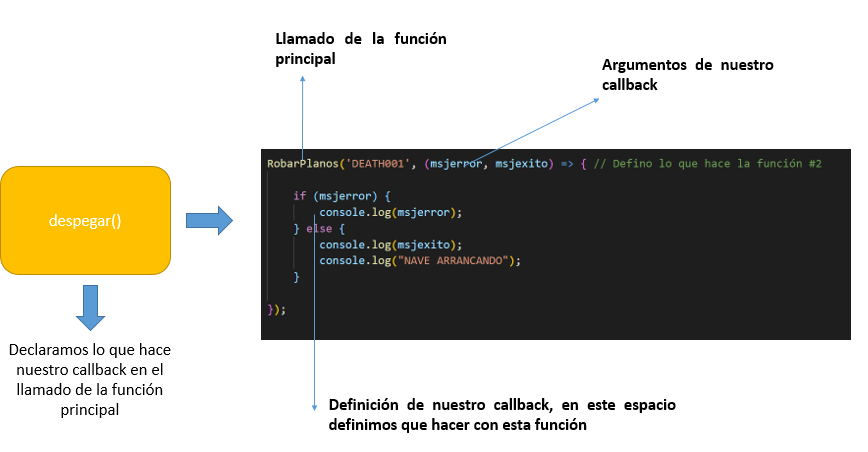 Llamado de la función
principal
Argumentos de nuestro
callback
RobarPlanos('DEATH001', (msjerror, msjexito) => { // Defino lo que hace la función #2
if (msjerror) {
console.log(msjerror);
} else {
console.log(msjexito);
console.log("NAVE ARRANCANDO");
}
});
despegar()
Declaramos lo que hace
nuestro callback en el
llamado de la función
principal
Definición de nuestro callback, en este espacio
definimos que hacer con esta función